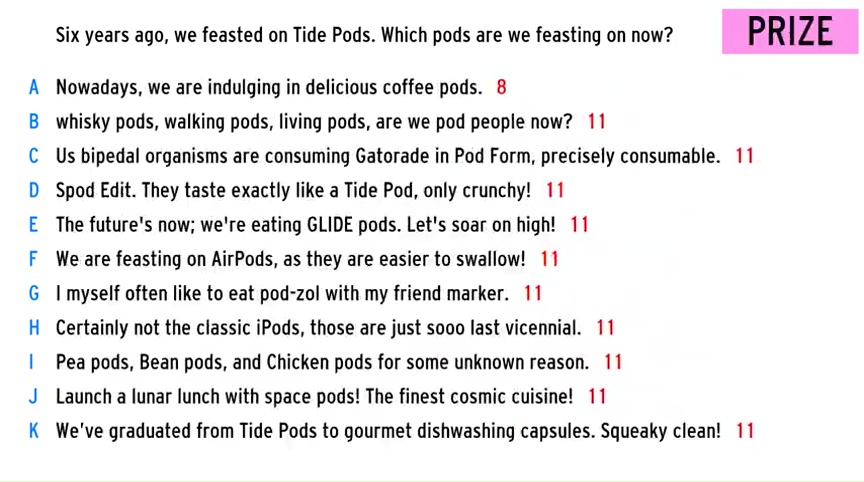 Six years ago, we feasted on Tide Pods. Which pods are we feasting on now?
PRIZE
A Nowadays, we are indulging in delicious coffee pods. 8
B whisky pods, walking pods, living pods, are we pod people now? 11
C Us bipedal organisms are consuming Gatorade in Pod Form, precisely consumable. 11
D Spod Edit. They taste exactly like a Tide Pod, only crunchy! 11
E The future's now; we're eating GLIDE pods. Let's soar on high! 11
F We are feasting on AirPods, as they are easier to swallow! 11
G I myself often like to eat pod-zol with my friend marker. 11
H Certainly not the classic iPods, those are just sooo last vicennial. 11
I Pea pods, Bean pods, and Chicken pods for some unknown reason. 11
J Launch a lunar lunch with space pods! The finest cosmic cuisine! 11
K We've graduated from Tide Pods to gourmet dishwashing capsules. Squeaky clean! 11